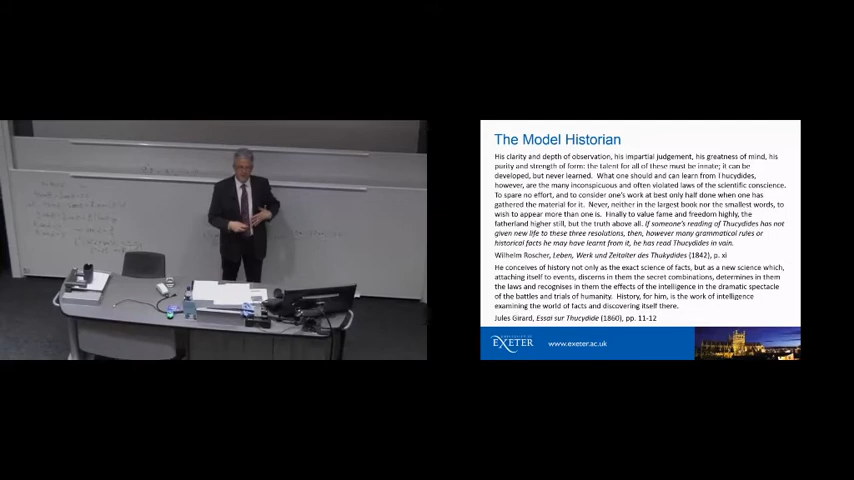 The Model Historian
His clarity and depth of observation, his impartial judgement, his greatness of mind, his
purity and strength of form: the talent for all of these must be innate; it can be
developed, but never learned. What one should and can learn from Thucydides,
however, are the many inconspicuous and often violated laws of the scientific conscience.
To spare no effort, and to consider one's work at best only half done when one has
gathered the material for it. Never, neither in the largest book nor the smallest words, to
wish to appear more than one is. Finally to value fame and freedom highly, the
fatherland higher still, but the truth above all. If someone's reading of Thucydides has not
given new life to these three resolutions, then, however many grammatical rules or
historical facts he may have learnt from it, he has read Thucydides in vain.
Wilhelm Roscher, Leben, Werk und Zeitalter des Thukydides (1842), p. xi
He conceives of history not only as the exact science of facts, but as a new science which,
attaching itself to events, discerns in them the secret combinations, determines in them
the laws and recognises in them the effects of the intelligence in the dramatic spectacle
of the battles and trials of humanity. History, for him, is the work of intelligence
examining the world of facts and discovering itself there.
Jules Girard, Essai sur Thucydide (1860), pp. 11-12
EXETER www.exeter.ac.uk